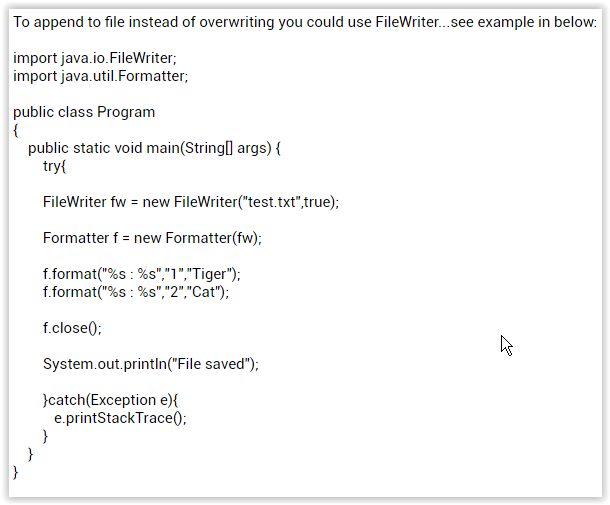 To append to file instead of overwriting you could use FileWriter...see example in below:
import java.io.FileWriter;
import java.util.Formatter;
public class Program
{
public static void main(String[] args) {
try{
FileWriter fw = new FileWriter("test.txt",true);
Formatter f = new Formatter(fw);
f.format("%s : %s","1","Tiger");
f.format("%s : %s","2","Cat");
f.close();
System.out.println("File saved");
}catch(Exception e){
e.printStackTrace();
}
}
}